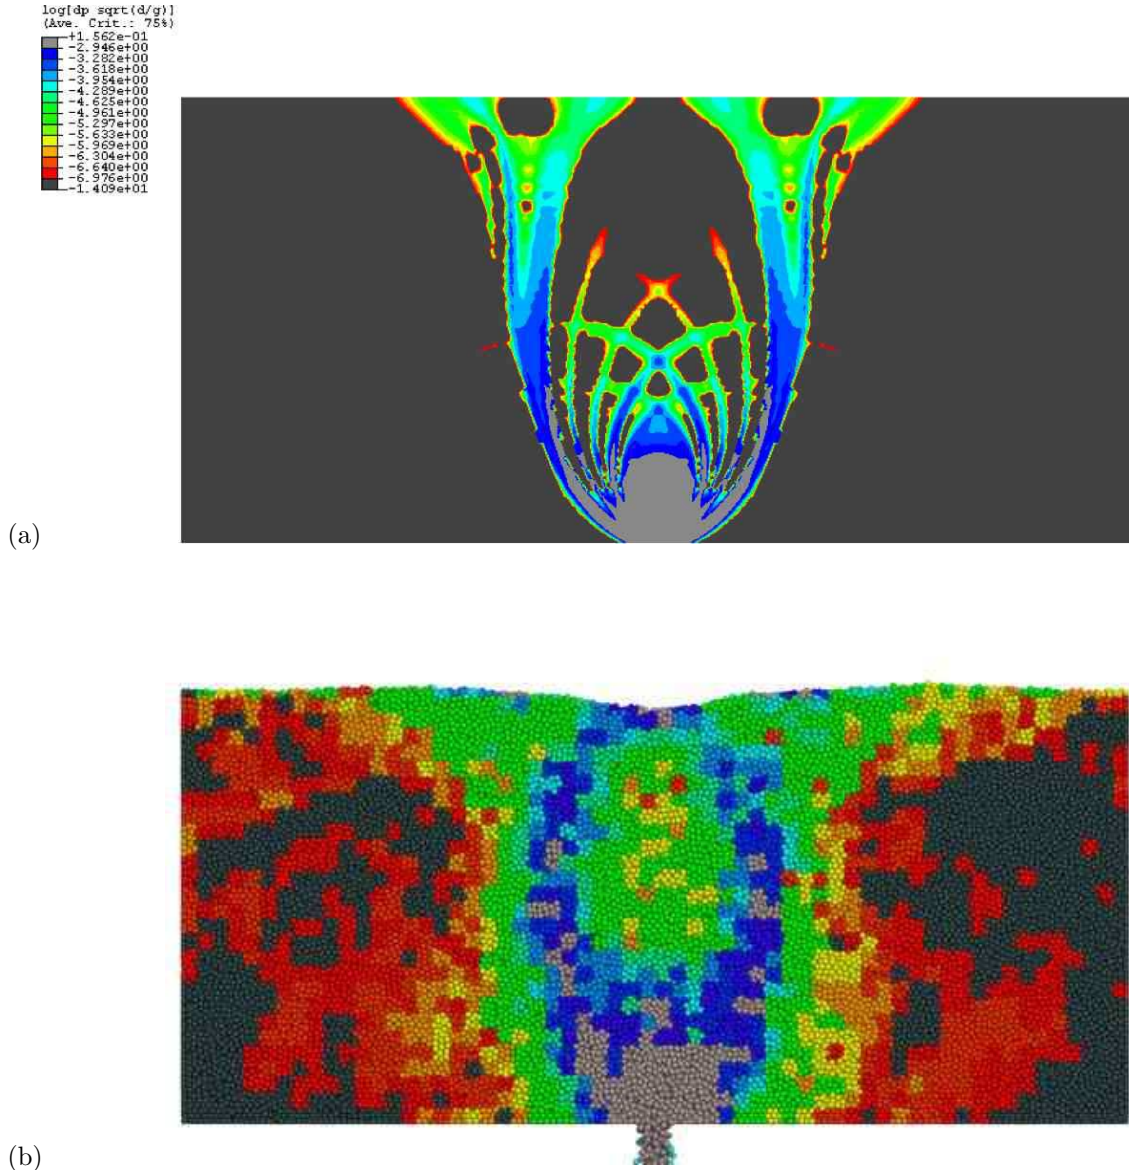 log[dp sqrt(d/g)]
(Ave. Crit.: 75%)
+1.562e-01
-2.946e+00
-3.282e+00
-3.618e+00
-3.954e+00
-4.289e+00
-4.625e+00
-4.961e+00
-5.297e+00
-5.633e+00
-5.969e+00
-6.304e+00
-6.640e+00
-6.976e+00
-1.409e+01
(a)
(b)